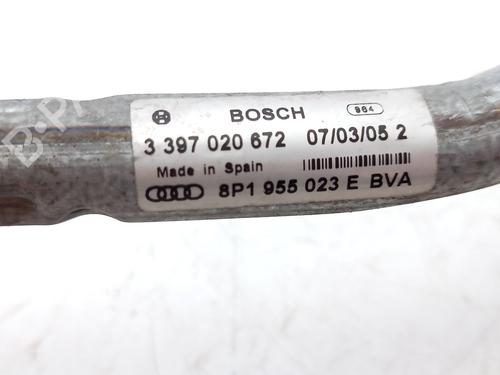 BOSCH 964
3 397 020 672 07/03/05 2
Made in Spain
8P1 955 023 E BVA